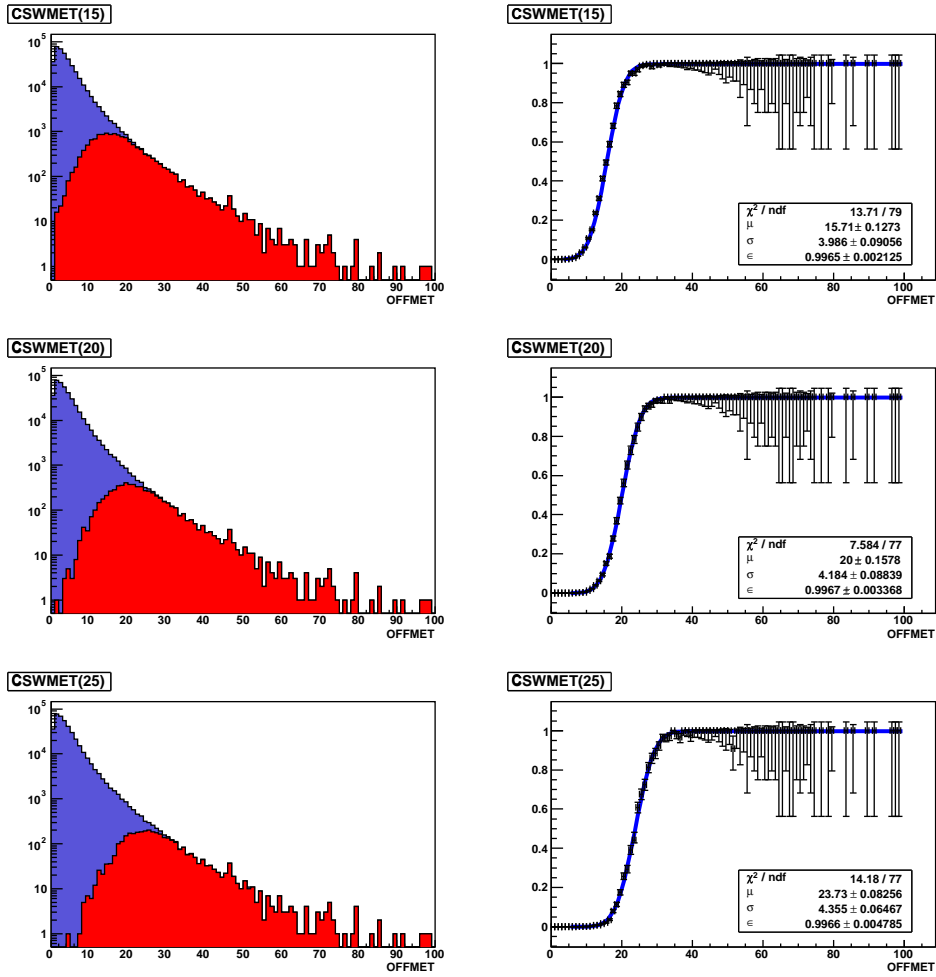 CSWMET(15)
10^5
10^4
10^3
10^2
10
1
0 10 20 30 40 50 60 70 80 90 100
OFFMET
CSWMET(15)
1
0.8
0.6
0.4
0.2
0
χ² / ndf 13.71 / 79
μ 15.71 ± 0.1273
σ 3.986 ± 0.09056
ϵ 0.9965 ± 0.002125
0 20 40 60 80 100
OFFMET
CSWMET(20)
10^5
10^4
10^3
10^2
10
1
0 10 20 30 40 50 60 70 80 90 100
OFFMET
CSWMET(20)
1
0.8
0.6
0.4
0.2
0
χ² / ndf 7.584 / 77
μ 20 ± 0.1578
σ 4.184 ± 0.08839
ϵ 0.9967 ± 0.003368
0 20 40 60 80 100
OFFMET
CSWMET(25)
10^5
10^4
10^3
10^2
10
1
0 10 20 30 40 50 60 70 80 90 100
OFFMET
CSWMET(25)
1
0.8
0.6
0.4
0.2
0
χ² / ndf 14.18 / 77
μ 23.73 ± 0.08256
σ 4.355 ± 0.06467
ϵ 0.9966 ± 0.004785
0 20 40 60 80 100
OFFMET